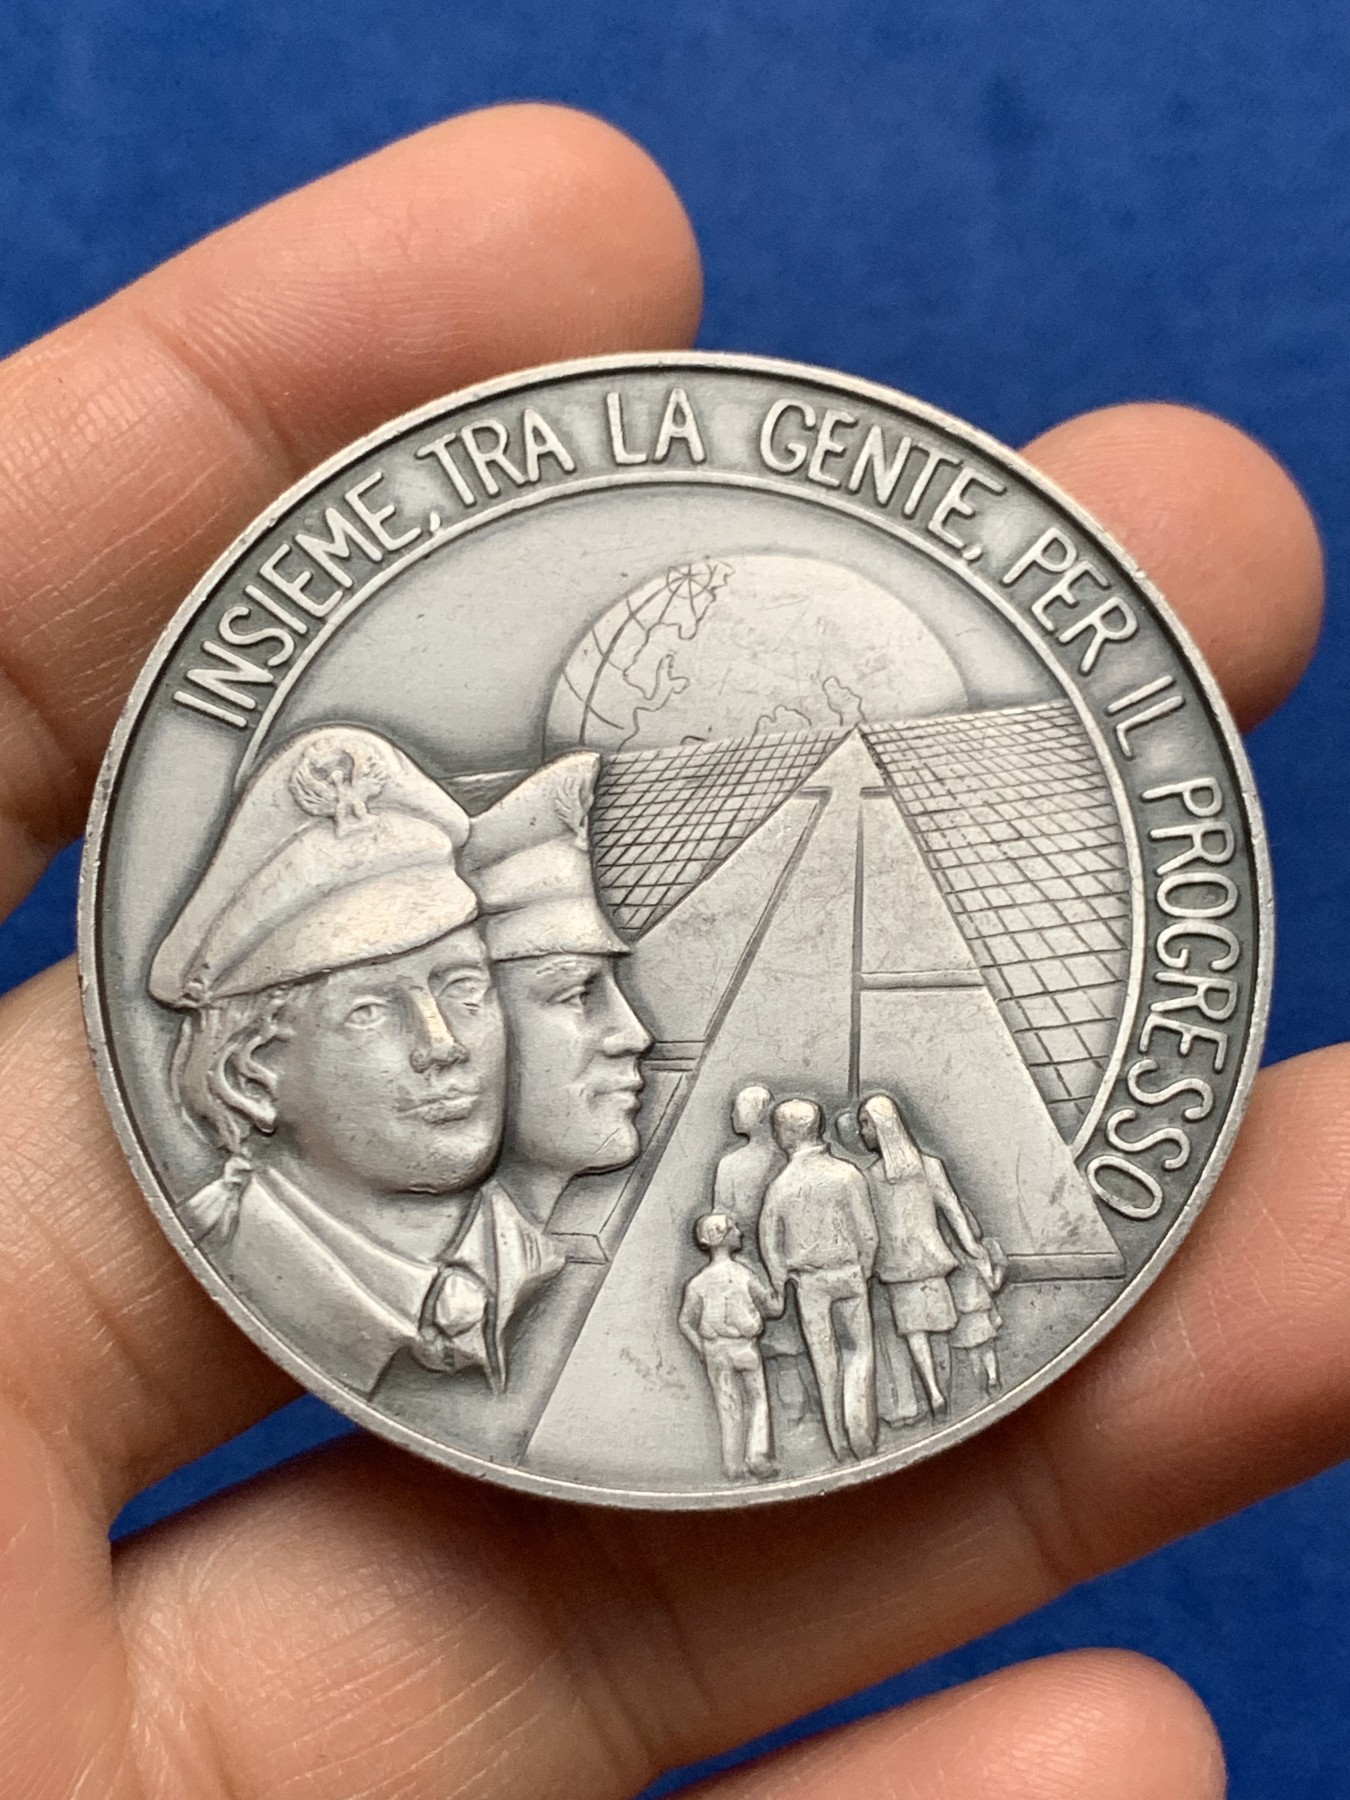 INSIEME, TRA LA GENTE, PER IL PROGRESSO